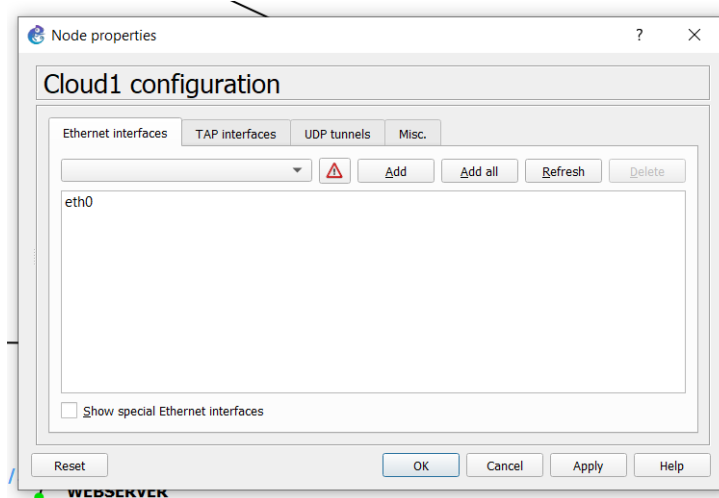 Node properties
?
Cloud1 configuration
Ethernet interfaces
TAP interfaces
UDP tunnels
Misc.
Add
Add all
Refresh
Delete
eth0
Show special Ethernet interfaces
Reset
OK
Cancel
Apply
Help
/
WEBSERVER